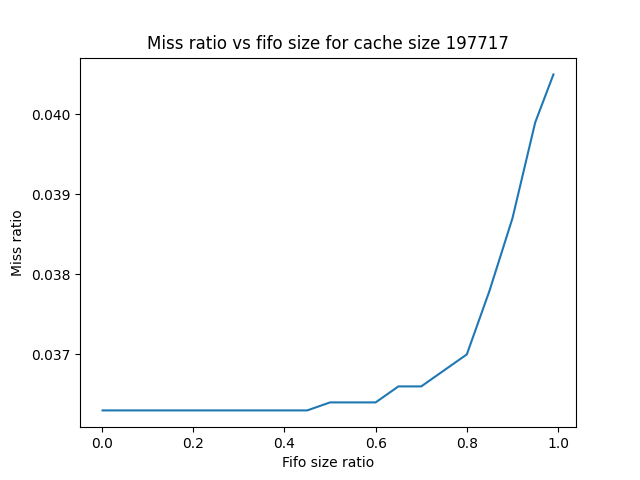 Miss ratio vs fifo size for cache size 197717
0.040
0.039
0.038
0.037
Miss ratio
0.0 0.2 0.4 0.6 0.8 1.0
Fifo size ratio